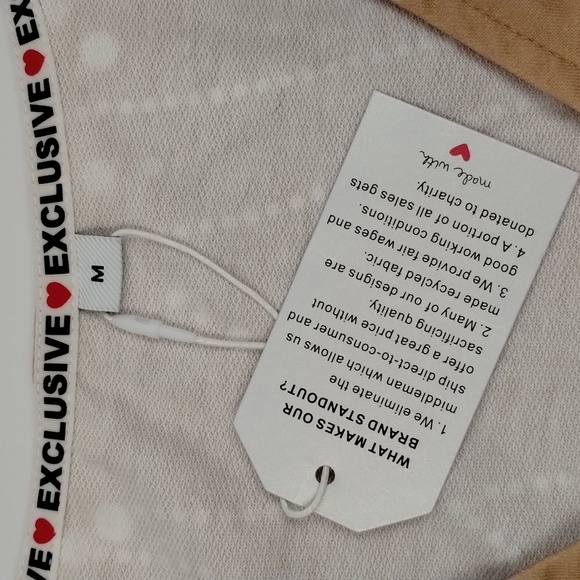 EXCLUSIVE EXCLUSIVE EX
VE
M
WHAT MAKES OUR
BRAND STANDOUT?
1. We eliminate the
middleman which allows us
ship direct-to-consumer and
offer a great price without
sacrificing quality.
2. Many of our designs are
made recycled fabric.
3. We provide fair wages and
good working conditions.
4. A portion of all sales gets
donated to charity.
made with